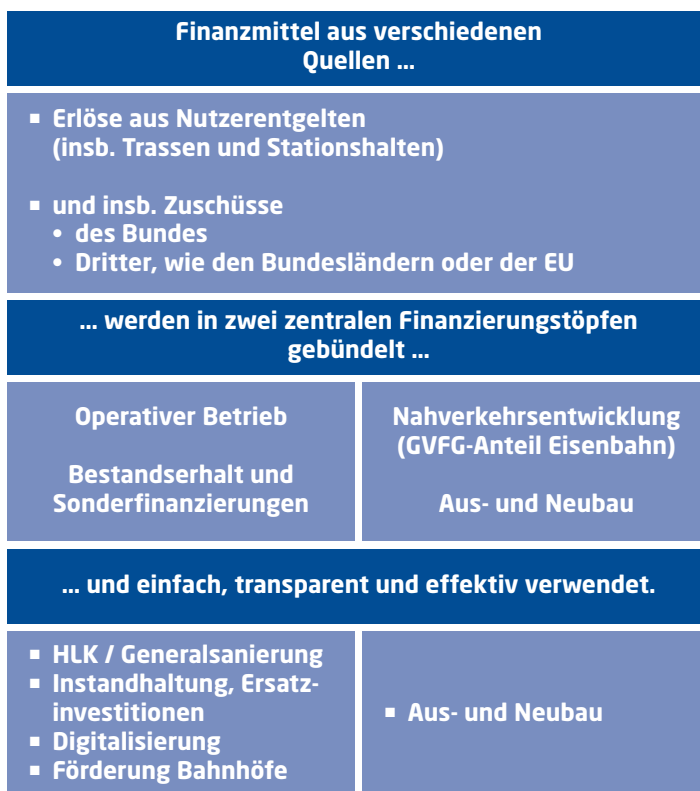 Finanzmittel aus verschiedenen
Quellen ...
▪ Erlöse aus Nutzerentgelten
(insb. Trassen und Stationshalten)
▪ und insb. Zuschüsse
• des Bundes
• Dritter, wie den Bundesländern oder der EU
... werden in zwei zentralen Finanzierungstöpfen
gebündelt ...
Operativer Betrieb
Bestandserhalt und
Sonderfinanzierungen
Nahverkehrsentwicklung
(GVFG-Anteil Eisenbahn)
Aus- und Neubau
... und einfach, transparent und effektiv verwendet.
▪ HLK / Generalsanierung
▪ Instandhaltung, Ersatz-
investitionen
▪ Digitalisierung
▪ Förderung Bahnhöfe
▪ Aus- und Neubau